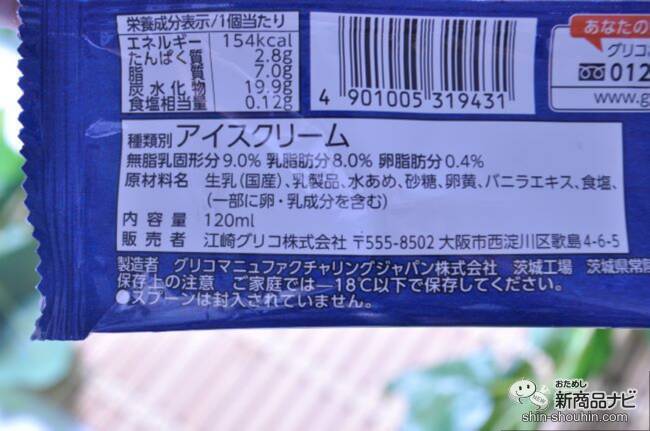 栄養成分表示/1個当たり
エネルギー 154kcal
たんぱく質 2.8g
脂質 7.0g
炭水化物 19.9g
食塩相当量 0.12g
4 901005 319431
あなたの
グリコ
012
www.g
種類別 アイスクリーム
無脂乳固形分9.0% 乳脂肪分8.0% 卵脂肪分0.4%
原材料名 生乳(国産)、乳製品、水あめ、砂糖、卵黄、バニラエキス、食塩、
(一部に卵・乳成分を含む)
内容量 120ml
販売者 江崎グリコ株式会社 〒555-8502 大阪市西淀川区歌島4-6-5
製造者 グリコマニュファクチャリングジャパン株式会社 茨城工場 茨城県常
保存上の注意 ご家庭では−18℃以下で保存してください。
●スプーンは封入されていません。
おためし
新商品ナビ
NEW
shin-shouhin.com